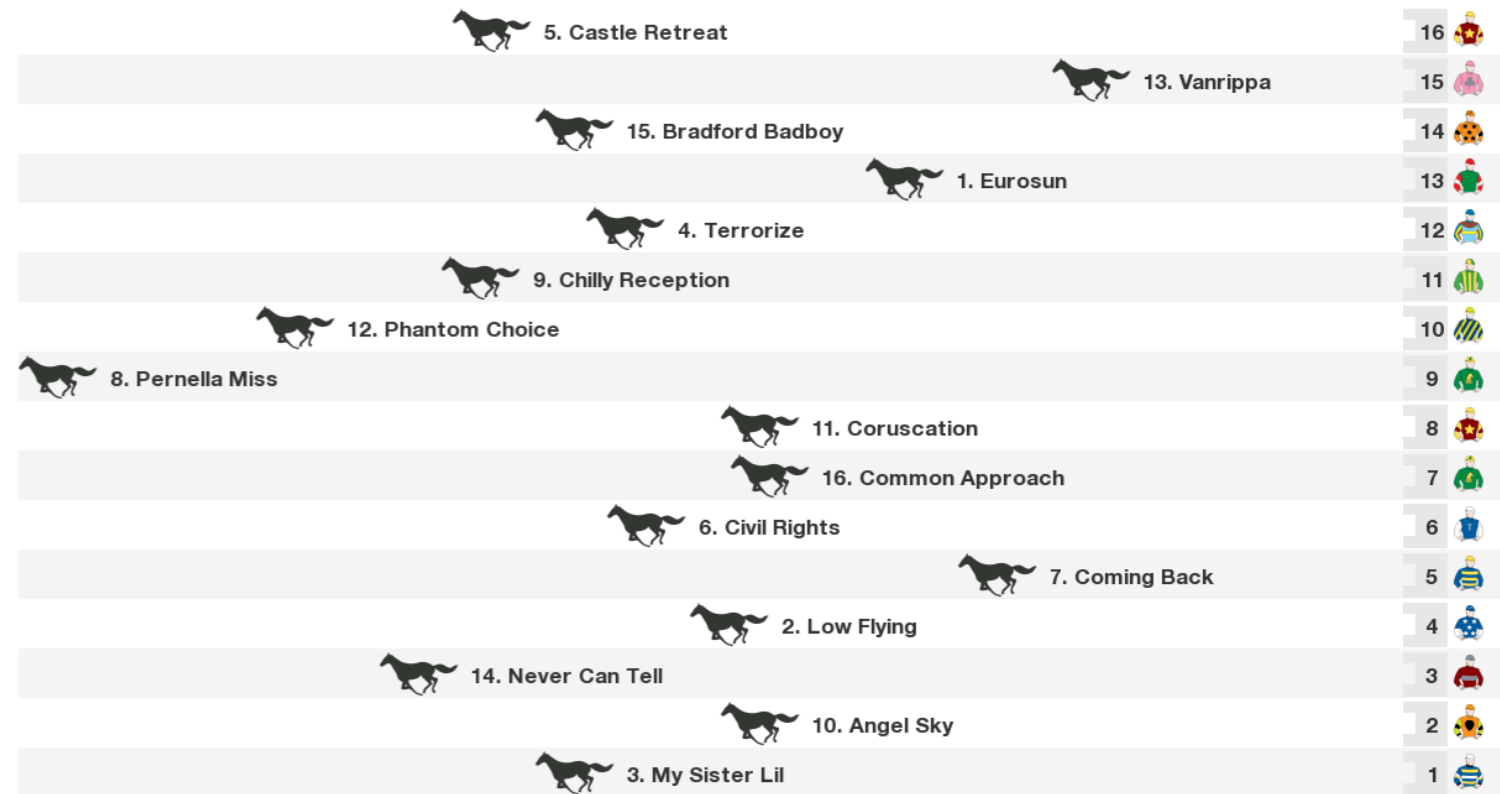 5. Castle Retreat 16
13. Vanrippa 15
15. Bradford Badboy 14
1. Eurosun 13
4. Terrorize 12
9. Chilly Reception 11
12. Phantom Choice 10
8. Pernella Miss 9
11. Coruscation 8
16. Common Approach 7
6. Civil Rights 6
7. Coming Back 5
2. Low Flying 4
14. Never Can Tell 3
10. Angel Sky 2
3. My Sister Lil 1